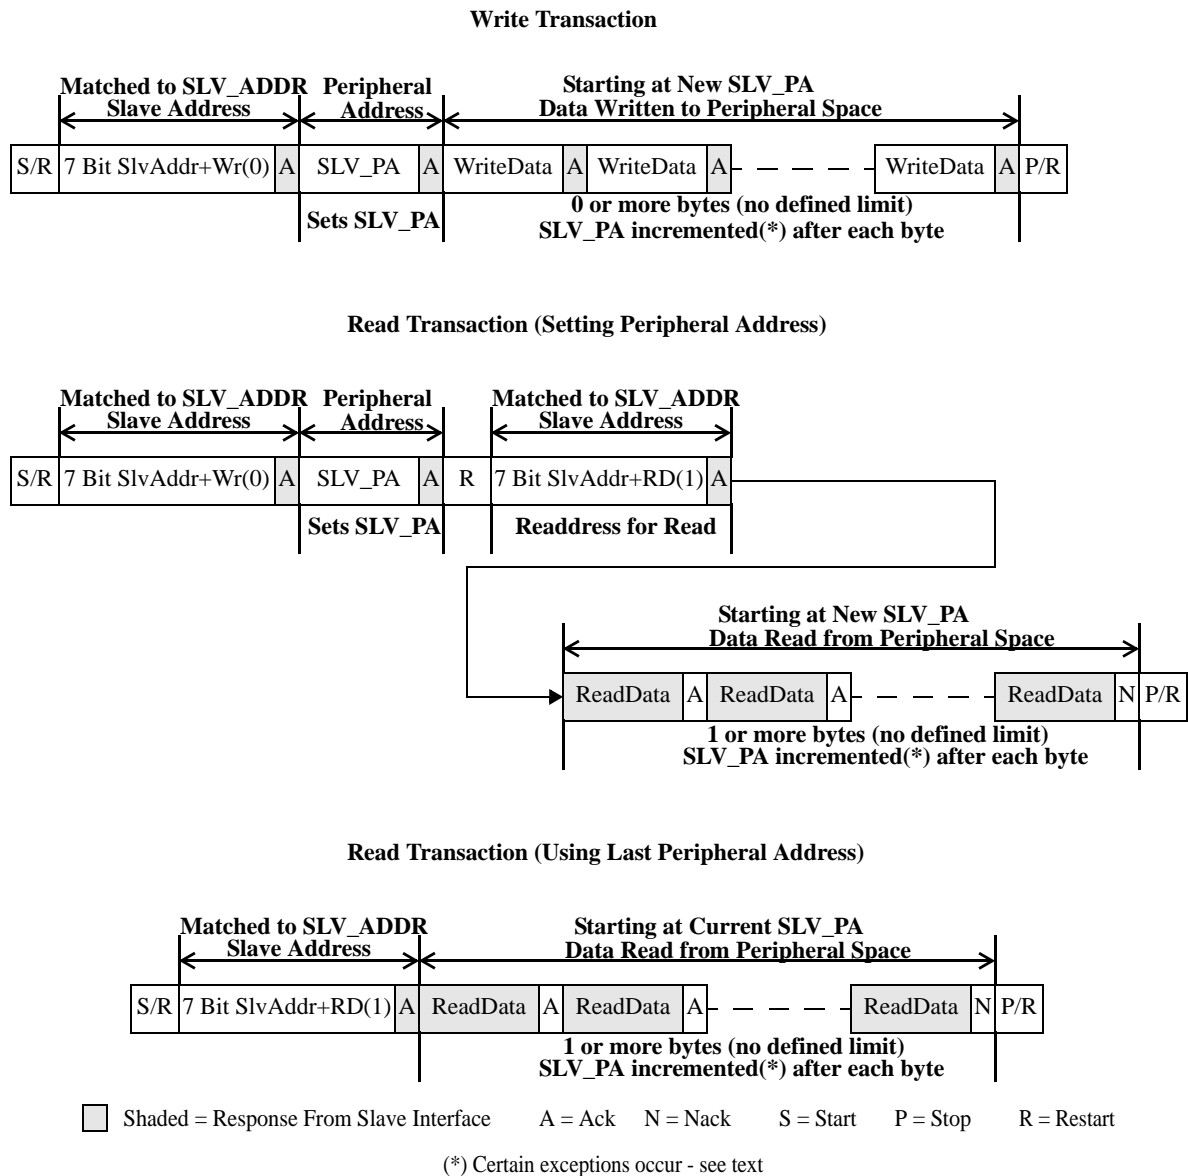 Write Transaction
Matched to SLV_ADDR Peripheral Starting at New SLV_PA
Slave Address Address Data Written to Peripheral Space
S/R 7 Bit SlvAddr+Wr(0) A SLV_PA A WriteData A WriteData A WriteData A P/R
0 or more bytes (no defined limit)
Sets SLV_PA SLV_PA incremented(*) after each byte
Read Transaction (Setting Peripheral Address)
Matched to SLV_ADDR Peripheral Matched to SLV_ADDR
Slave Address Address Slave Address
S/R 7 Bit SlvAddr+Wr(0) A SLV_PA A R 7 Bit SlvAddr+RD(1) A
Sets SLV_PA Readdress for Read
Starting at New SLV_PA
Data Read from Peripheral Space
ReadData A ReadData A ReadData N P/R
1 or more bytes (no defined limit)
SLV_PA incremented(*) after each byte
Read Transaction (Using Last Peripheral Address)
Matched to SLV_ADDR Starting at Current SLV_PA
Slave Address Data Read from Peripheral Space
S/R 7 Bit SlvAddr+RD(1) A ReadData A ReadData A ReadData N P/R
1 or more bytes (no defined limit)
SLV_PA incremented(*) after each byte
Shaded = Response From Slave Interface A = Ack N = Nack S = Start P = Stop R = Restart
(*) Certain exceptions occur - see text